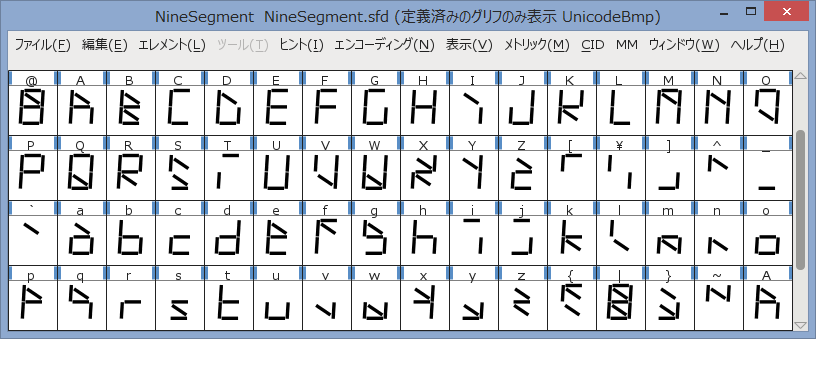 NineSegment NineSegment.sfd (定義済みのグリフのみ表示 UnicodeBmp)
ファイル(F) 編集(E) エレメント(L) ツール(T) ヒント(I) エンコーディング(N) 表示(V) メトリック(M) CID MM ウィンドウ(W) ヘルプ(H)
@ A B C D E F G H I J K L M N O
P Q R S T U V W X Y Z [ ¥ ] ^ _
` a b c d e f g h i j k l m n o
p q r s t u v w x y z { | } ~ A